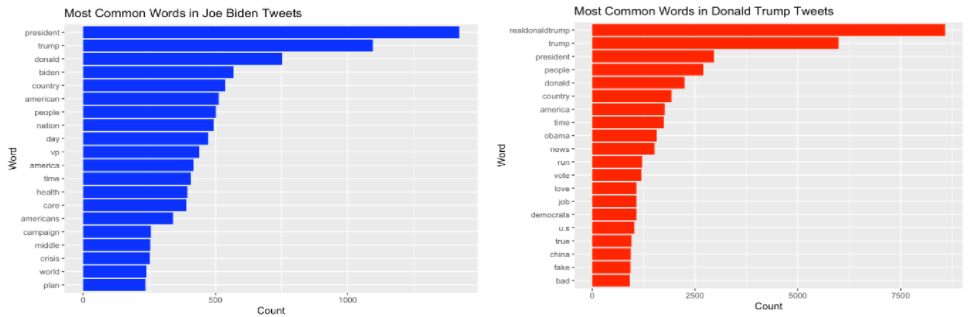 Most Common Words in Joe Biden Tweets
president
trump
donald
biden
country
american
people
nation
day
vp
america
time
health
care
americans
campaign
middle
crisis
world
plan
Word
0 500 1000
Count
Most Common Words in Donald Trump Tweets
realdonaldtrump
trump
president
people
donald
country
america
time
obama
news
run
vote
love
job
democrats
u.s
true
china
fake
bad
Word
0 2500 5000 7500
Count